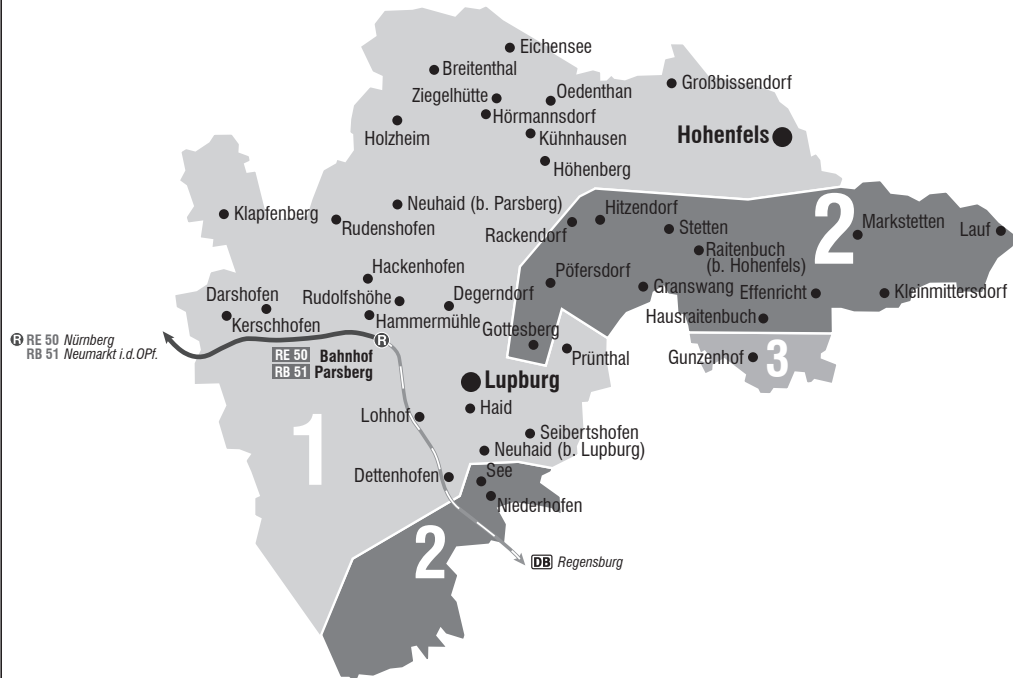 Eichensee
Breitenthal
Großbissendorf
Ziegelhütte
Oedenthan
Hörmannsdorf
Holzheim
Kühnhausen
Hohenfels
Höhenberg
Neuhaid (b. Parsberg)
Hitzendorf
2
Markstetten
Klapfenberg
Rudenshofen
Rackendorf
Stetten
Lauf
Raitenbuch
(b. Hohenfels)
Hackenhofen
Pöfersdorf
Darshofen
Rudolfshöhe
Degerndorf
Granswang
Effenricht
Kleinmittersdorf
Kerschhofen
Hammermühle
Gottesberg
Hausraitenbuch
R RE 50 Nürnberg
RB 51 Neumarkt i.d.OPf.
R
RE 50 Bahnhof
RB 51 Parsberg
Prünthal
Gunzenhof
3
Lupburg
Lohhof
Haid
1
Seibertshofen
Neuhaid (b. Lupburg)
Dettenhofen
See
Niederhofen
2
DB Regensburg